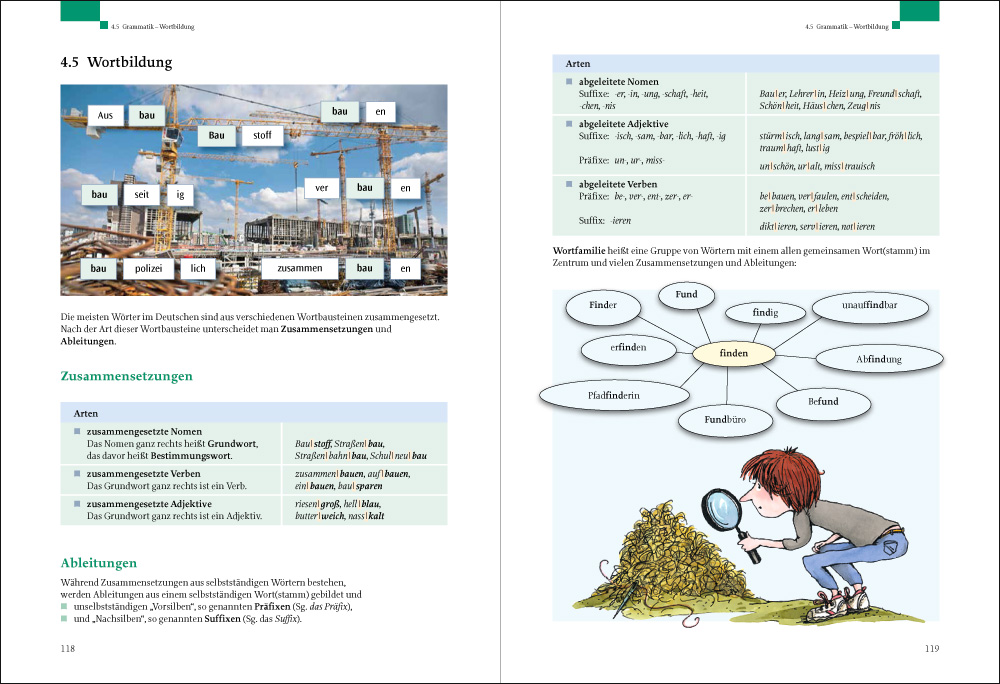 4.5 Grammatik – Wortbildung
4.5 Wortbildung
Aus bau
Bau stoff
bau en
bau seit ig
ver bau en
bau polizei lich
zusammen bau en
Die meisten Wörter im Deutschen sind aus verschiedenen Wortbausteinen zusammengesetzt.
Nach der Art dieser Wortbausteine unterscheidet man Zusammensetzungen und
Ableitungen.
Zusammensetzungen
Arten
zusammengesetzte Nomen
Das Nomen ganz rechts heißt Grundwort,
das davor heißt Bestimmungswort.
Bau|stoff, Straßen|bau,
Straßen|bahn|bau, Schul|neu|bau
zusammengesetzte Verben
Das Grundwort ganz rechts ist ein Verb.
zusammen|bauen, auf|bauen,
ein|bauen, bau|sparen
zusammengesetzte Adjektive
Das Grundwort ganz rechts ist ein Adjektiv.
riesen|groß, hell|blau,
butter|weich, nass|kalt
Ableitungen
Während Zusammensetzungen aus selbstständigen Wörtern bestehen,
werden Ableitungen aus einem selbstständigen Wort(stamm) gebildet und
unselbstständigen „Vorsilben“, so genannten Präfixen (Sg. das Präfix),
und „Nachsilben“, so genannten Suffixen (Sg. das Suffix).
118
4.5 Grammatik – Wortbildung
Arten
abgeleitete Nomen
Suffixe: -er, -in, -ung, -schaft, -heit,
-chen, -nis
Bau|er, Lehrer|in, Heiz|ung, Freund|schaft,
Schön|heit, Häus|chen, Zeug|nis
abgeleitete Adjektive
Suffixe: -isch, -sam, -bar, -lich, -haft, -ig
stürm|isch, lang|sam, bespiel|bar, fröh|lich,
traum|haft, lust|ig
Präfixe: un-, ur-, miss-
un|schön, ur|alt, miss|trauisch
abgeleitete Verben
Präfixe: be-, ver-, ent-, zer-, er-
be|bauen, ver|faulen, ent|scheiden,
zer|brechen, er|leben
Suffix: -ieren
dikt|ieren, serv|ieren, not|ieren
Wortfamilie heißt eine Gruppe von Wörtern mit einem allen gemeinsamen Wort(stamm) im
Zentrum und vielen Zusammensetzungen und Ableitungen:
Finder
Fund
findig
unauffindbar
erfinden
finden
Abfindung
Pfadfinderin
Fundbüro
Befund
119